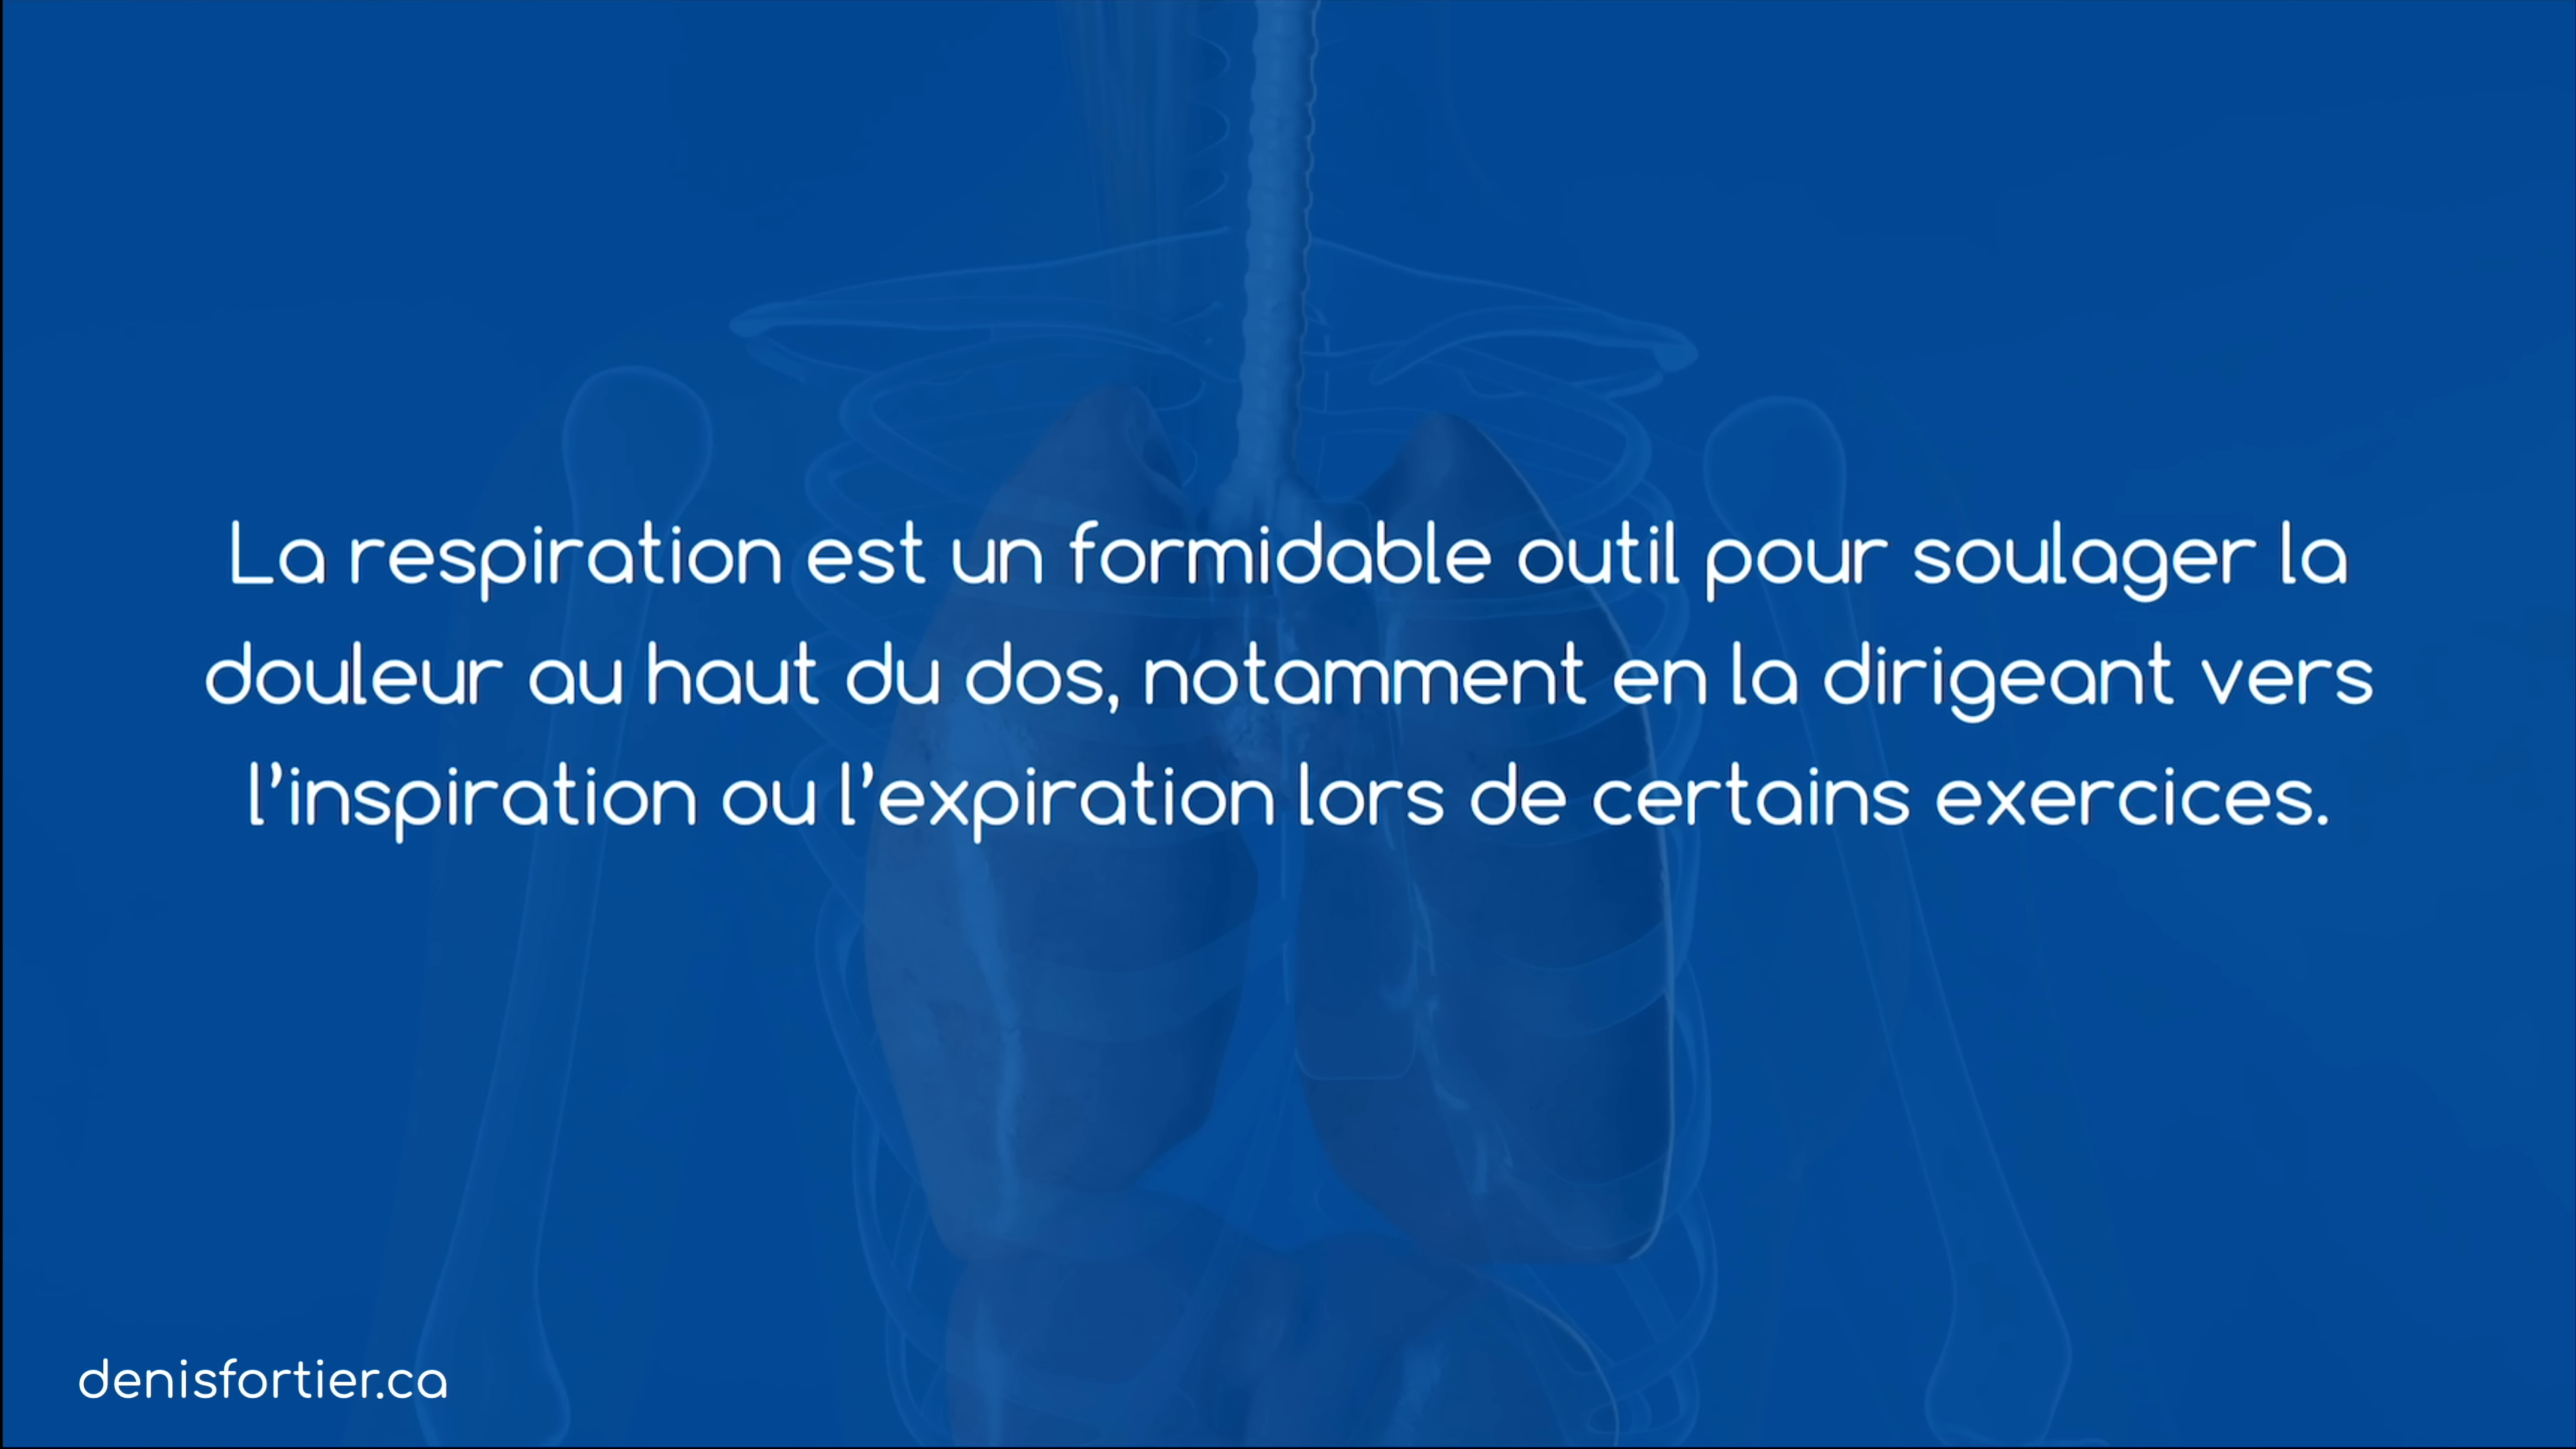 La respiration est un formidable outil pour soulager la
douleur au haut du dos, notamment en la dirigeant vers
l’inspiration ou l’expiration lors de certains exercices.
denisfortier.ca